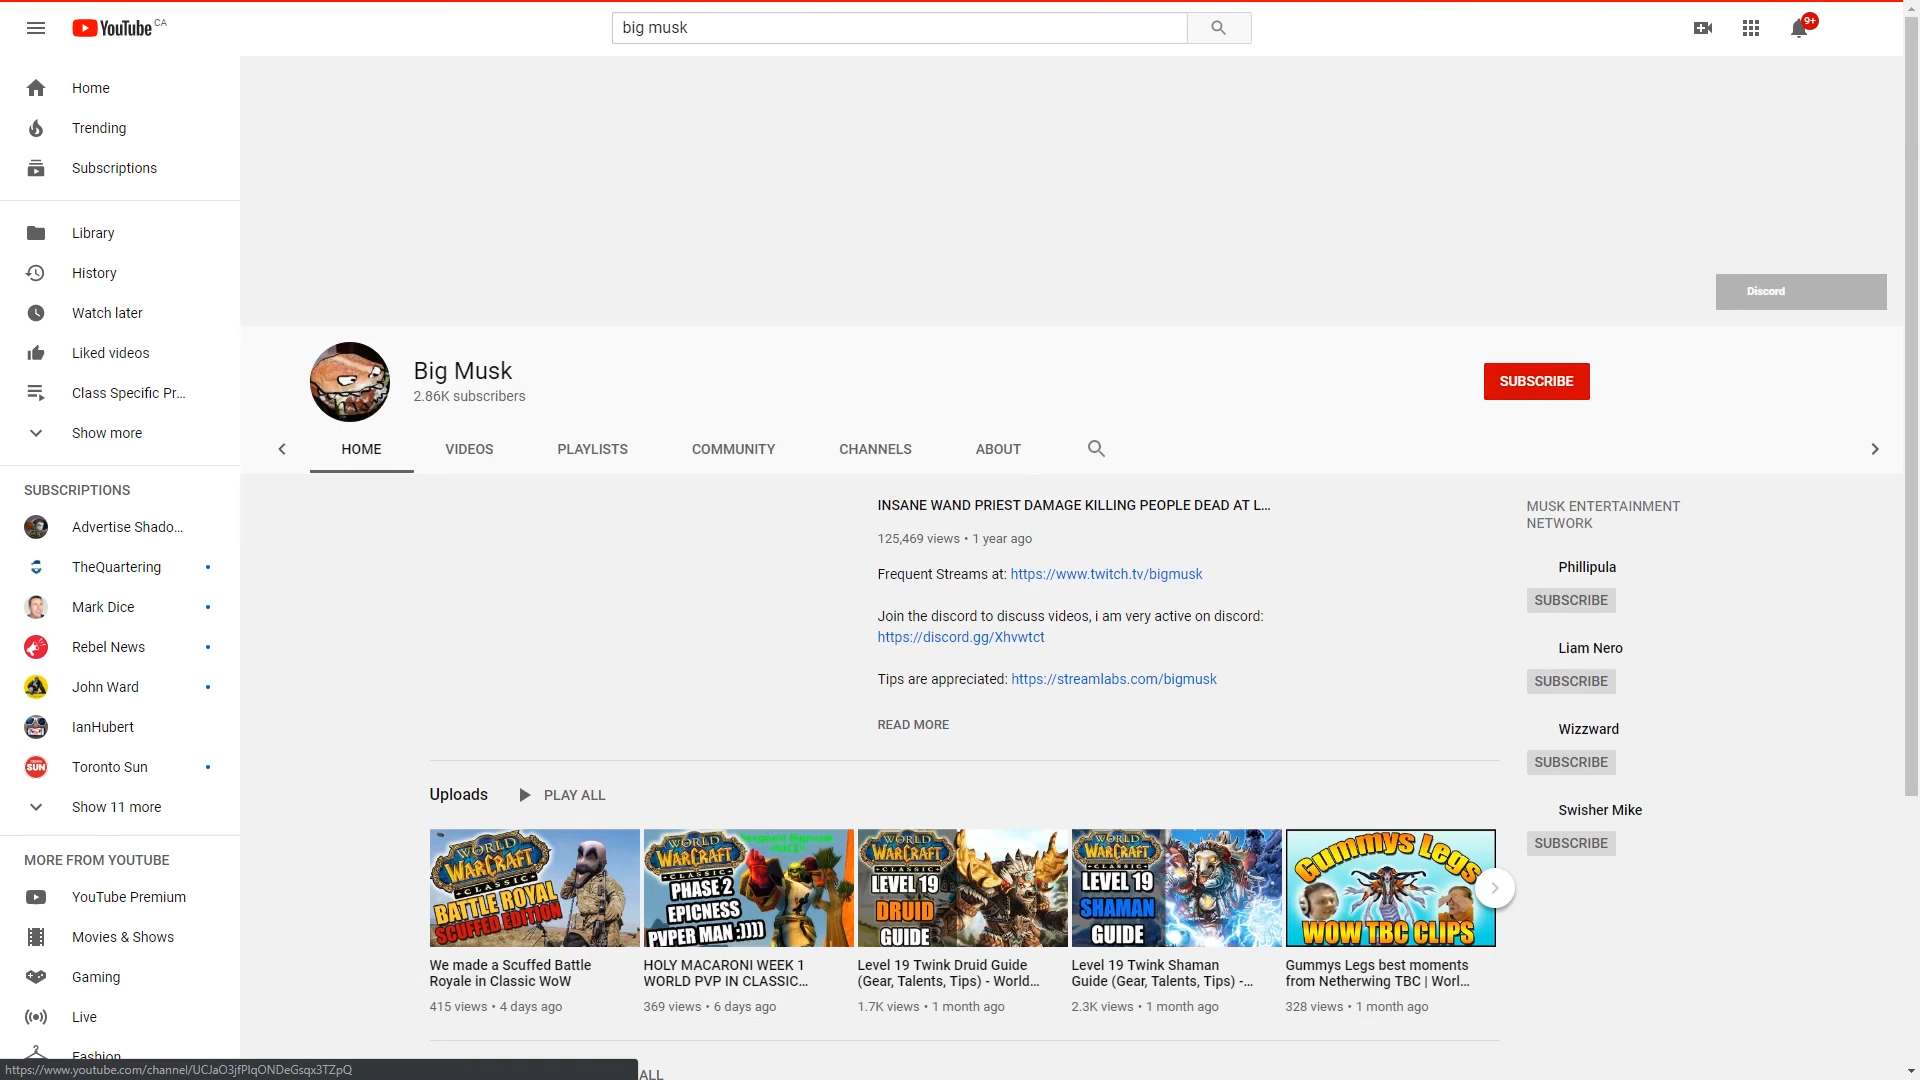 YouTube CA
big musk
9+
Home
Trending
Subscriptions
Library
History
Watch later
Liked videos
Class Specific Pr...
Show more
SUBSCRIPTIONS
Advertise Shado...
TheQuartering
Mark Dice
Rebel News
John Ward
IanHubert
SUN
Toronto Sun
Show 11 more
MORE FROM YOUTUBE
YouTube Premium
Movies & Shows
Gaming
Live
Fashion
Discord
Big Musk
2.86K subscribers
SUBSCRIBE
HOME
VIDEOS
PLAYLISTS
COMMUNITY
CHANNELS
ABOUT
INSANE WAND PRIEST DAMAGE KILLING PEOPLE DEAD AT L...
125,469 views • 1 year ago
Frequent Streams at: https://www.twitch.tv/bigmusk
Join the discord to discuss videos, i am very active on discord:
https://discord.gg/Xhvwtct
Tips are appreciated: https://streamlabs.com/bigmusk
READ MORE
MUSK ENTERTAINMENT
NETWORK
Phillipula
SUBSCRIBE
Liam Nero
SUBSCRIBE
Wizzward
SUBSCRIBE
Swisher Mike
SUBSCRIBE
Uploads
PLAY ALL
WORLD
WARCRAFT
CLASSIC
BATTLE ROYAL
SCUFFED EDITION
We made a Scuffed Battle
Royale in Classic WoW
415 views • 4 days ago
WORLD
WARCRAFT
CLASSIC
PHASE 2
EPICNESS
PVPER MAN :))))
HOLY MACARONI WEEK 1
WORLD PVP IN CLASSIC...
369 views • 6 days ago
WORLD
WARCRAFT
CLASSIC
LEVEL 19
DRUID
GUIDE
Level 19 Twink Druid Guide
(Gear, Talents, Tips) - World...
1.7K views • 1 month ago
WORLD
WARCRAFT
CLASSIC
LEVEL 19
SHAMAN
GUIDE
Level 19 Twink Shaman
Guide (Gear, Talents, Tips) -...
2.3K views • 1 month ago
Gummys Legs
WOW TBC CLIPS
Gummys Legs best moments
from Netherwing TBC | Worl...
328 views • 1 month ago
ALL